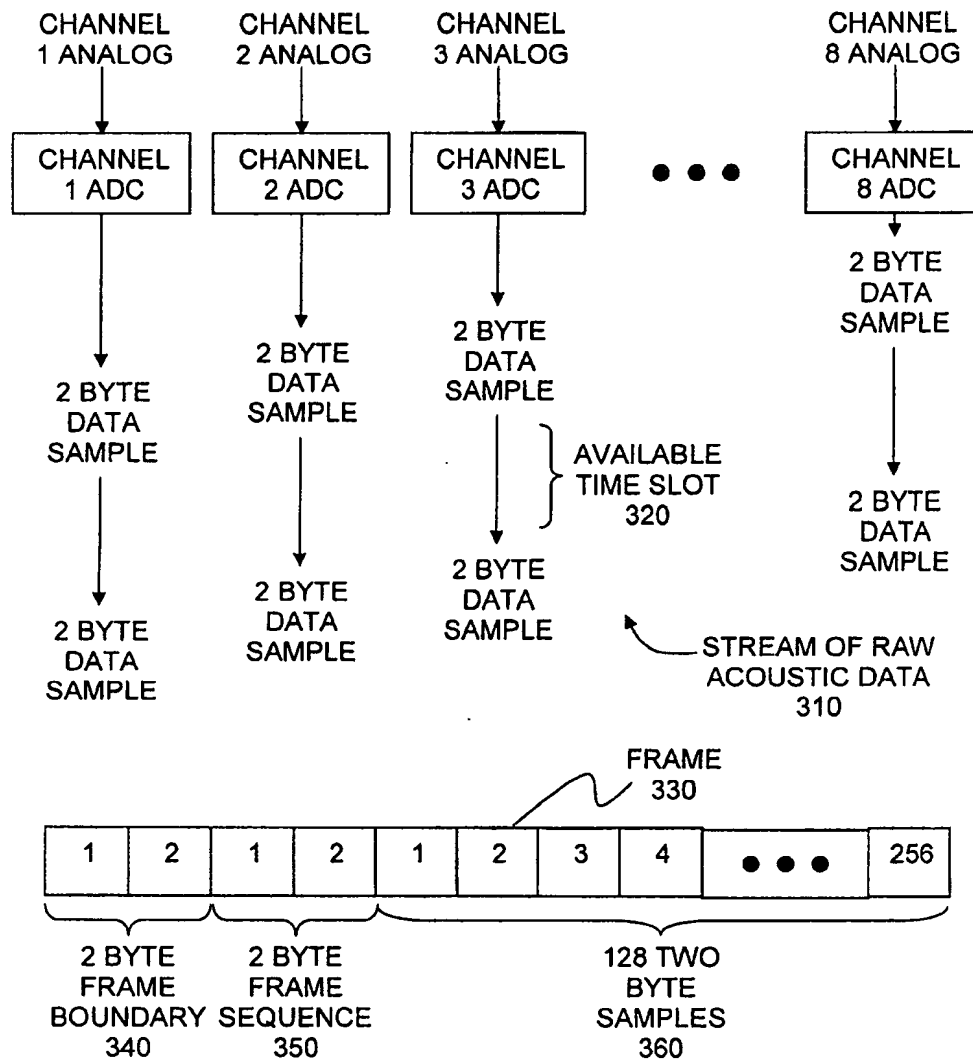 CHANNEL
1 ANALOG
CHANNEL
2 ANALOG
CHANNEL
3 ANALOG
CHANNEL
8 ANALOG
CHANNEL
1 ADC
CHANNEL
2 ADC
CHANNEL
3 ADC
CHANNEL
8 ADC
2 BYTE
DATA
SAMPLE
2 BYTE
DATA
SAMPLE
2 BYTE
DATA
SAMPLE
2 BYTE
DATA
SAMPLE
AVAILABLE
TIME SLOT
320
2 BYTE
DATA
SAMPLE
2 BYTE
DATA
SAMPLE
2 BYTE
DATA
SAMPLE
2 BYTE
DATA
SAMPLE
STREAM OF RAW
ACOUSTIC DATA
310
FRAME
330
1 2 1 2 1 2 3 4 256
2 BYTE
FRAME
BOUNDARY
340
2 BYTE
FRAME
SEQUENCE
350
128 TWO
BYTE
SAMPLES
360